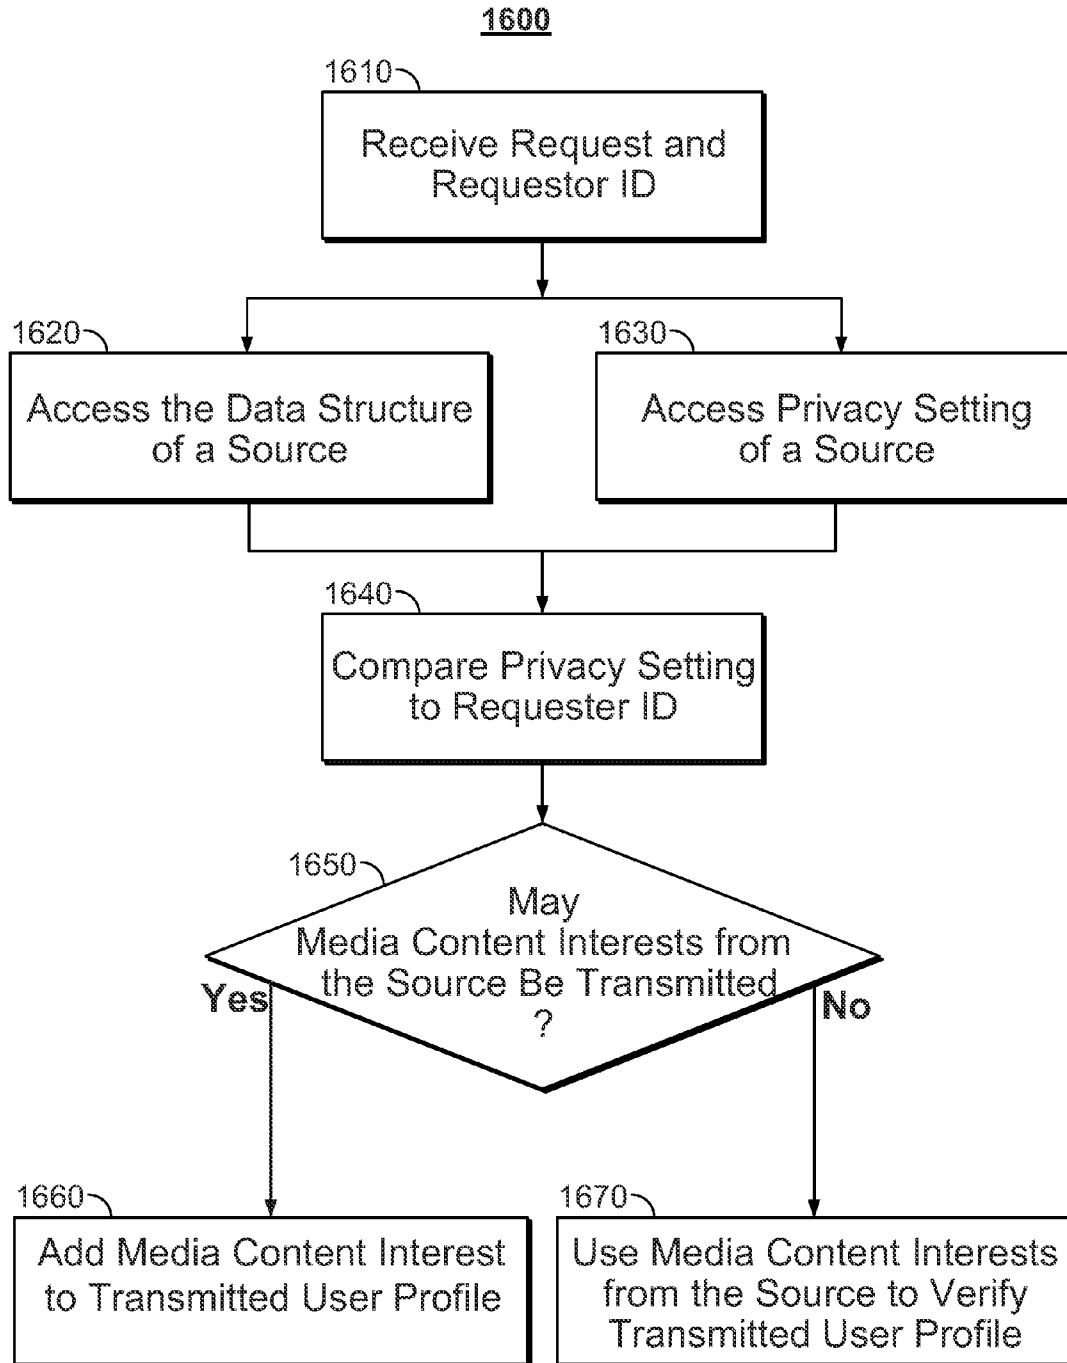 1600
1610
Receive Request and
Requestor ID
1620
Access the Data Structure
of a Source
1630
Access Privacy Setting
of a Source
1640
Compare Privacy Setting
to Requester ID
1650
May
Media Content Interests from
the Source Be Transmitted
?
Yes
No
1660
Add Media Content Interest
to Transmitted User Profile
1670
Use Media Content Interests
from the Source to Verify
Transmitted User Profile